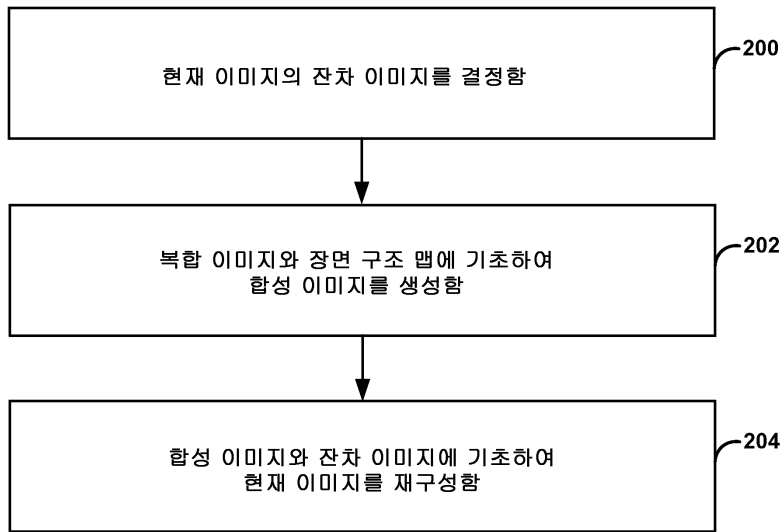 현재 이미지의 잔차 이미지를 결정함
200
복합 이미지와 장면 구조 맵에 기초하여
합성 이미지를 생성함
202
합성 이미지와 잔차 이미지에 기초하여
현재 이미지를 재구성함
204